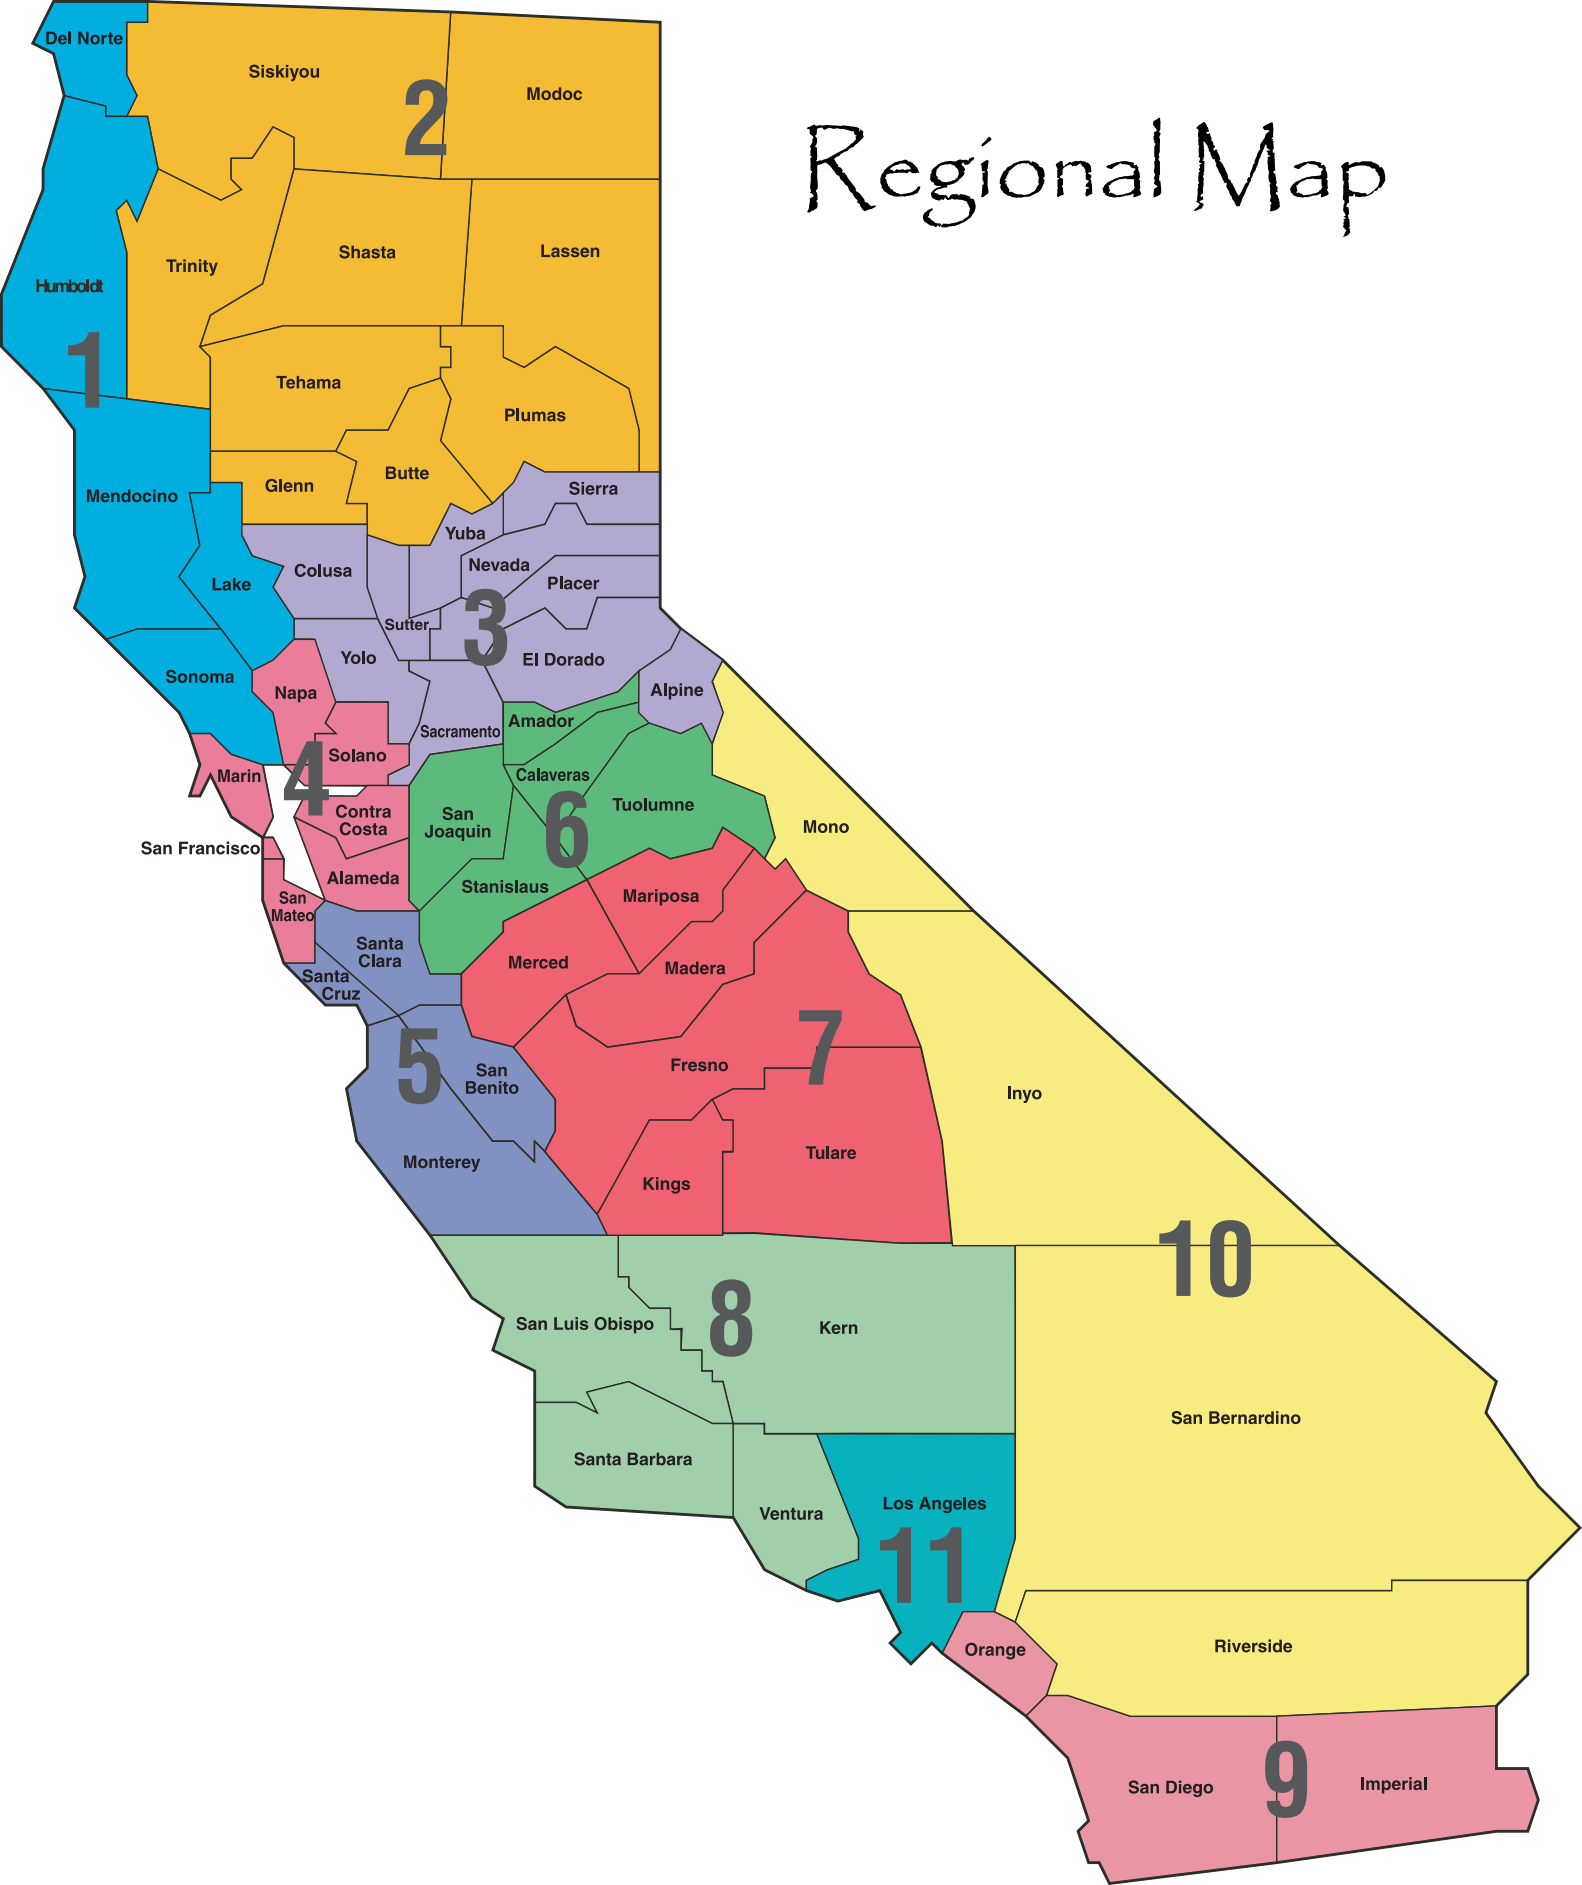 Regional Map
Del Norte
Siskiyou
Modoc
2
Trinity
Shasta
Lassen
Humboldt
1
Tehama
Plumas
Butte
Glenn
Mendocino
Sierra
Yuba
Nevada
Colusa
Lake
Placer
Sutter
3
Yolo
El Dorado
Sonoma
Napa
Alpine
Sacramento
Amador
Solano
4
Marin
Calaveras
Tuolumne
Contra
Costa
San
Joaquin
6
Mono
San Francisco
Alameda
Stanislaus
Mariposa
San
Mateo
Santa
Clara
Merced
Madera
Santa
Cruz
5
7
San
Benito
Fresno
Inyo
Monterey
Tulare
Kings
10
San Luis Obispo
8
Kern
San Bernardino
Santa Barbara
Ventura
Los Angeles
11
Orange
Riverside
San Diego
9
Imperial